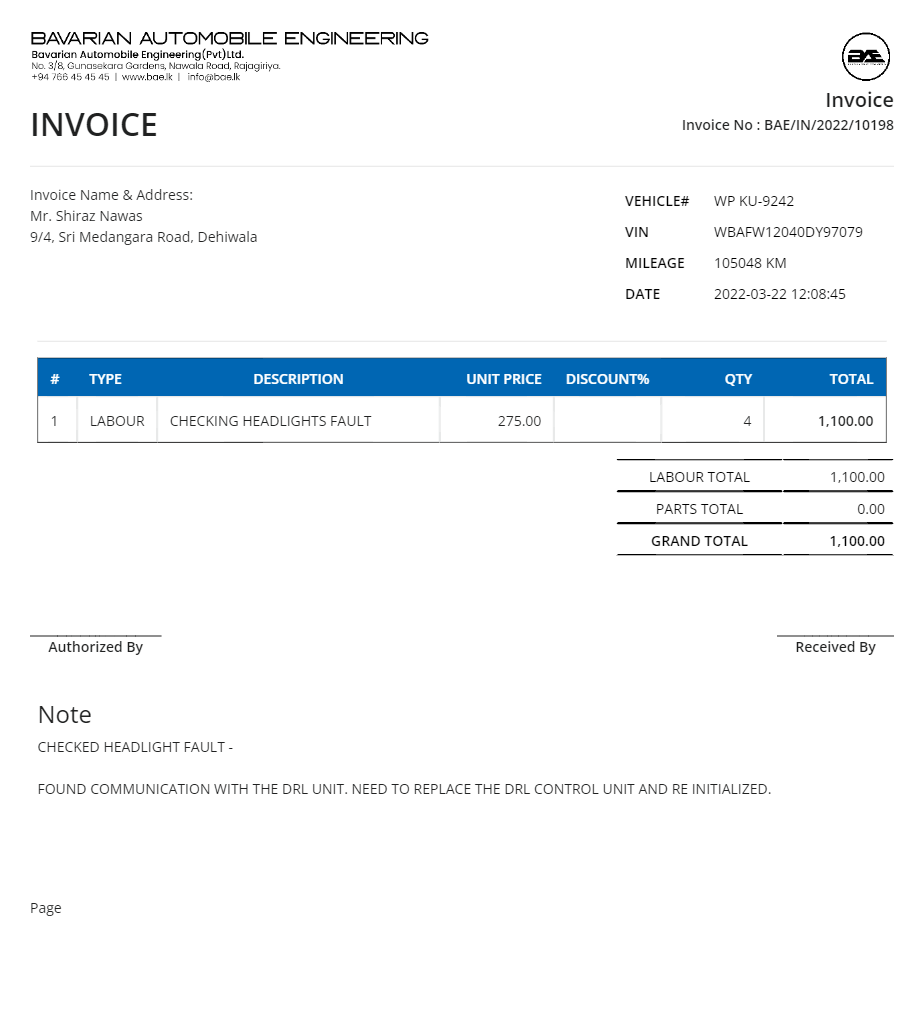 BAVARIAN AUTOMOBILE ENGINEERING
Bavarian Automobile Engineering(Pvt)Ltd.
No. 3/8, Gunasekara Gardens, Nawala Road, Rajagiriya.
+94 766 45 45 45 | www.bae.lk | info@bae.lk
BAE
Invoice
INVOICE
Invoice No : BAE/IN/2022/10198
Invoice Name & Address:
Mr. Shiraz Nawas
9/4, Sri Medangara Road, Dehiwala
VEHICLE# WP KU-9242
VIN WBAFW12040DY97079
MILEAGE 105048 KM
DATE 2022-03-22 12:08:45
# TYPE DESCRIPTION UNIT PRICE DISCOUNT% QTY TOTAL
1 LABOUR CHECKING HEADLIGHTS FAULT 275.00 4 1,100.00
LABOUR TOTAL 1,100.00
PARTS TOTAL 0.00
GRAND TOTAL 1,100.00
Authorized By Received By
Note
CHECKED HEADLIGHT FAULT -
FOUND COMMUNICATION WITH THE DRL UNIT. NEED TO REPLACE THE DRL CONTROL UNIT AND RE INITIALIZED.
Page